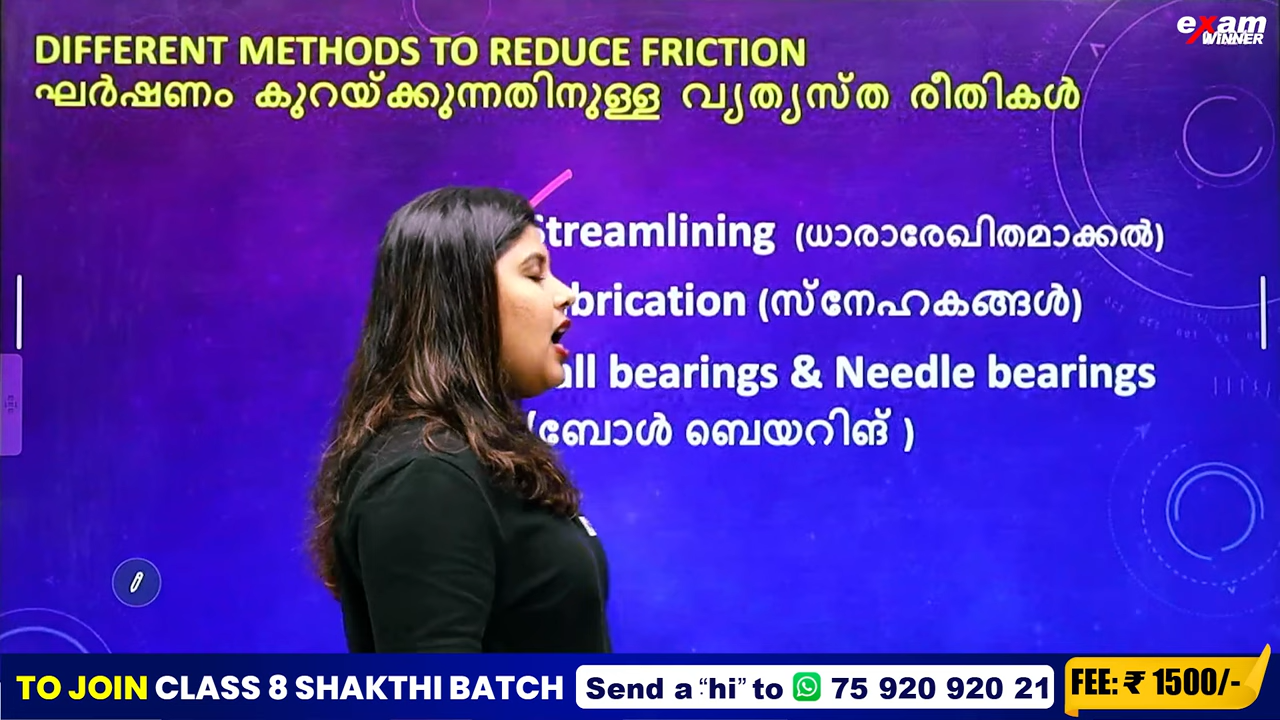 exam
WINNER
DIFFERENT METHODS TO REDUCE FRICTION
ഘർഷണം കുറയ്ക്കുന്നതിനുള്ള വ്യത്യസ്ത രീതികൾ
Streamlining (ധാരാരേഖിതമാക്കൽ)
brication (സ്നേഹകങ്ങൾ)
all bearings & Needle bearings
(ബോൾ ബെയറിങ് )
TO JOIN CLASS 8 SHAKTHI BATCH Send a “hi” to 75 920 920 21 FEE: ₹ 1500/-